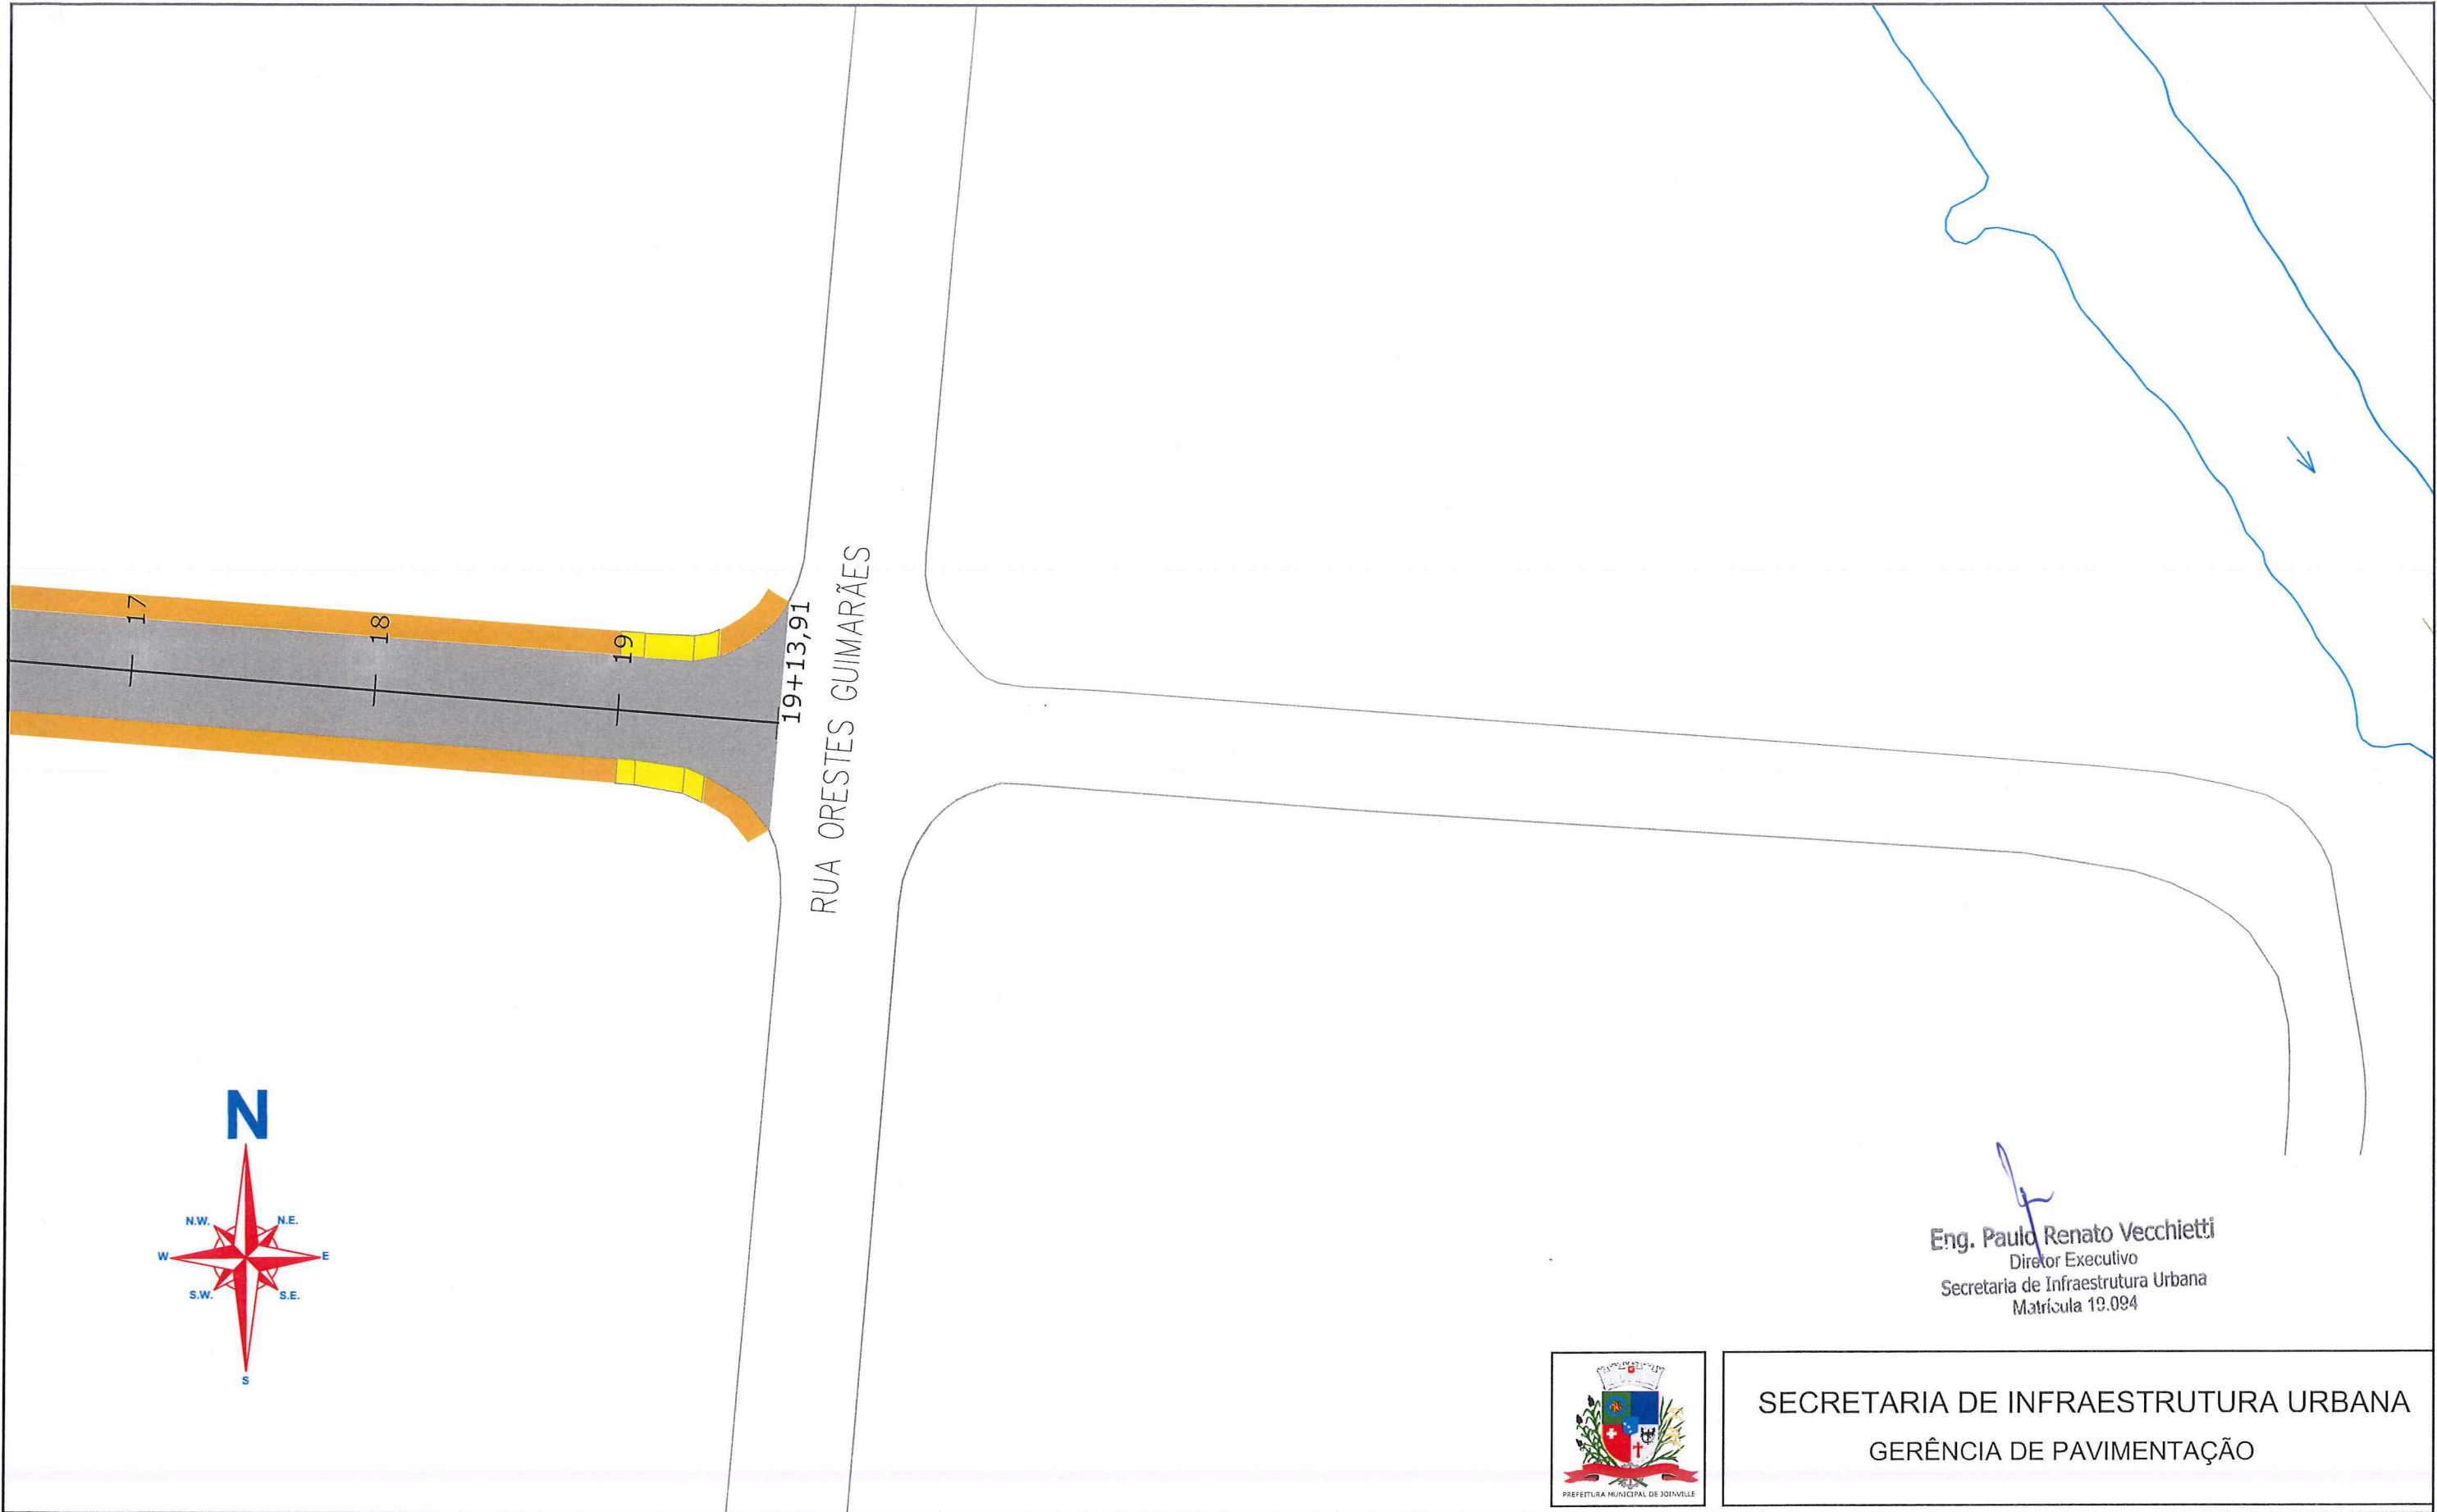 17
18
19
19+13,91
RUA ORESTES GUIMARÃES
N
N.W.
N.E.
W
E
S.W.
S.E.
S
Eng. Paulo Renato Vecchietti
Diretor Executivo
Secretaria de Infraestrutura Urbana
Matrícula 19.094
PREFEITURA MUNICIPAL DE JOINVILLE
SECRETARIA DE INFRAESTRUTURA URBANA
GERÊNCIA DE PAVIMENTAÇÃO